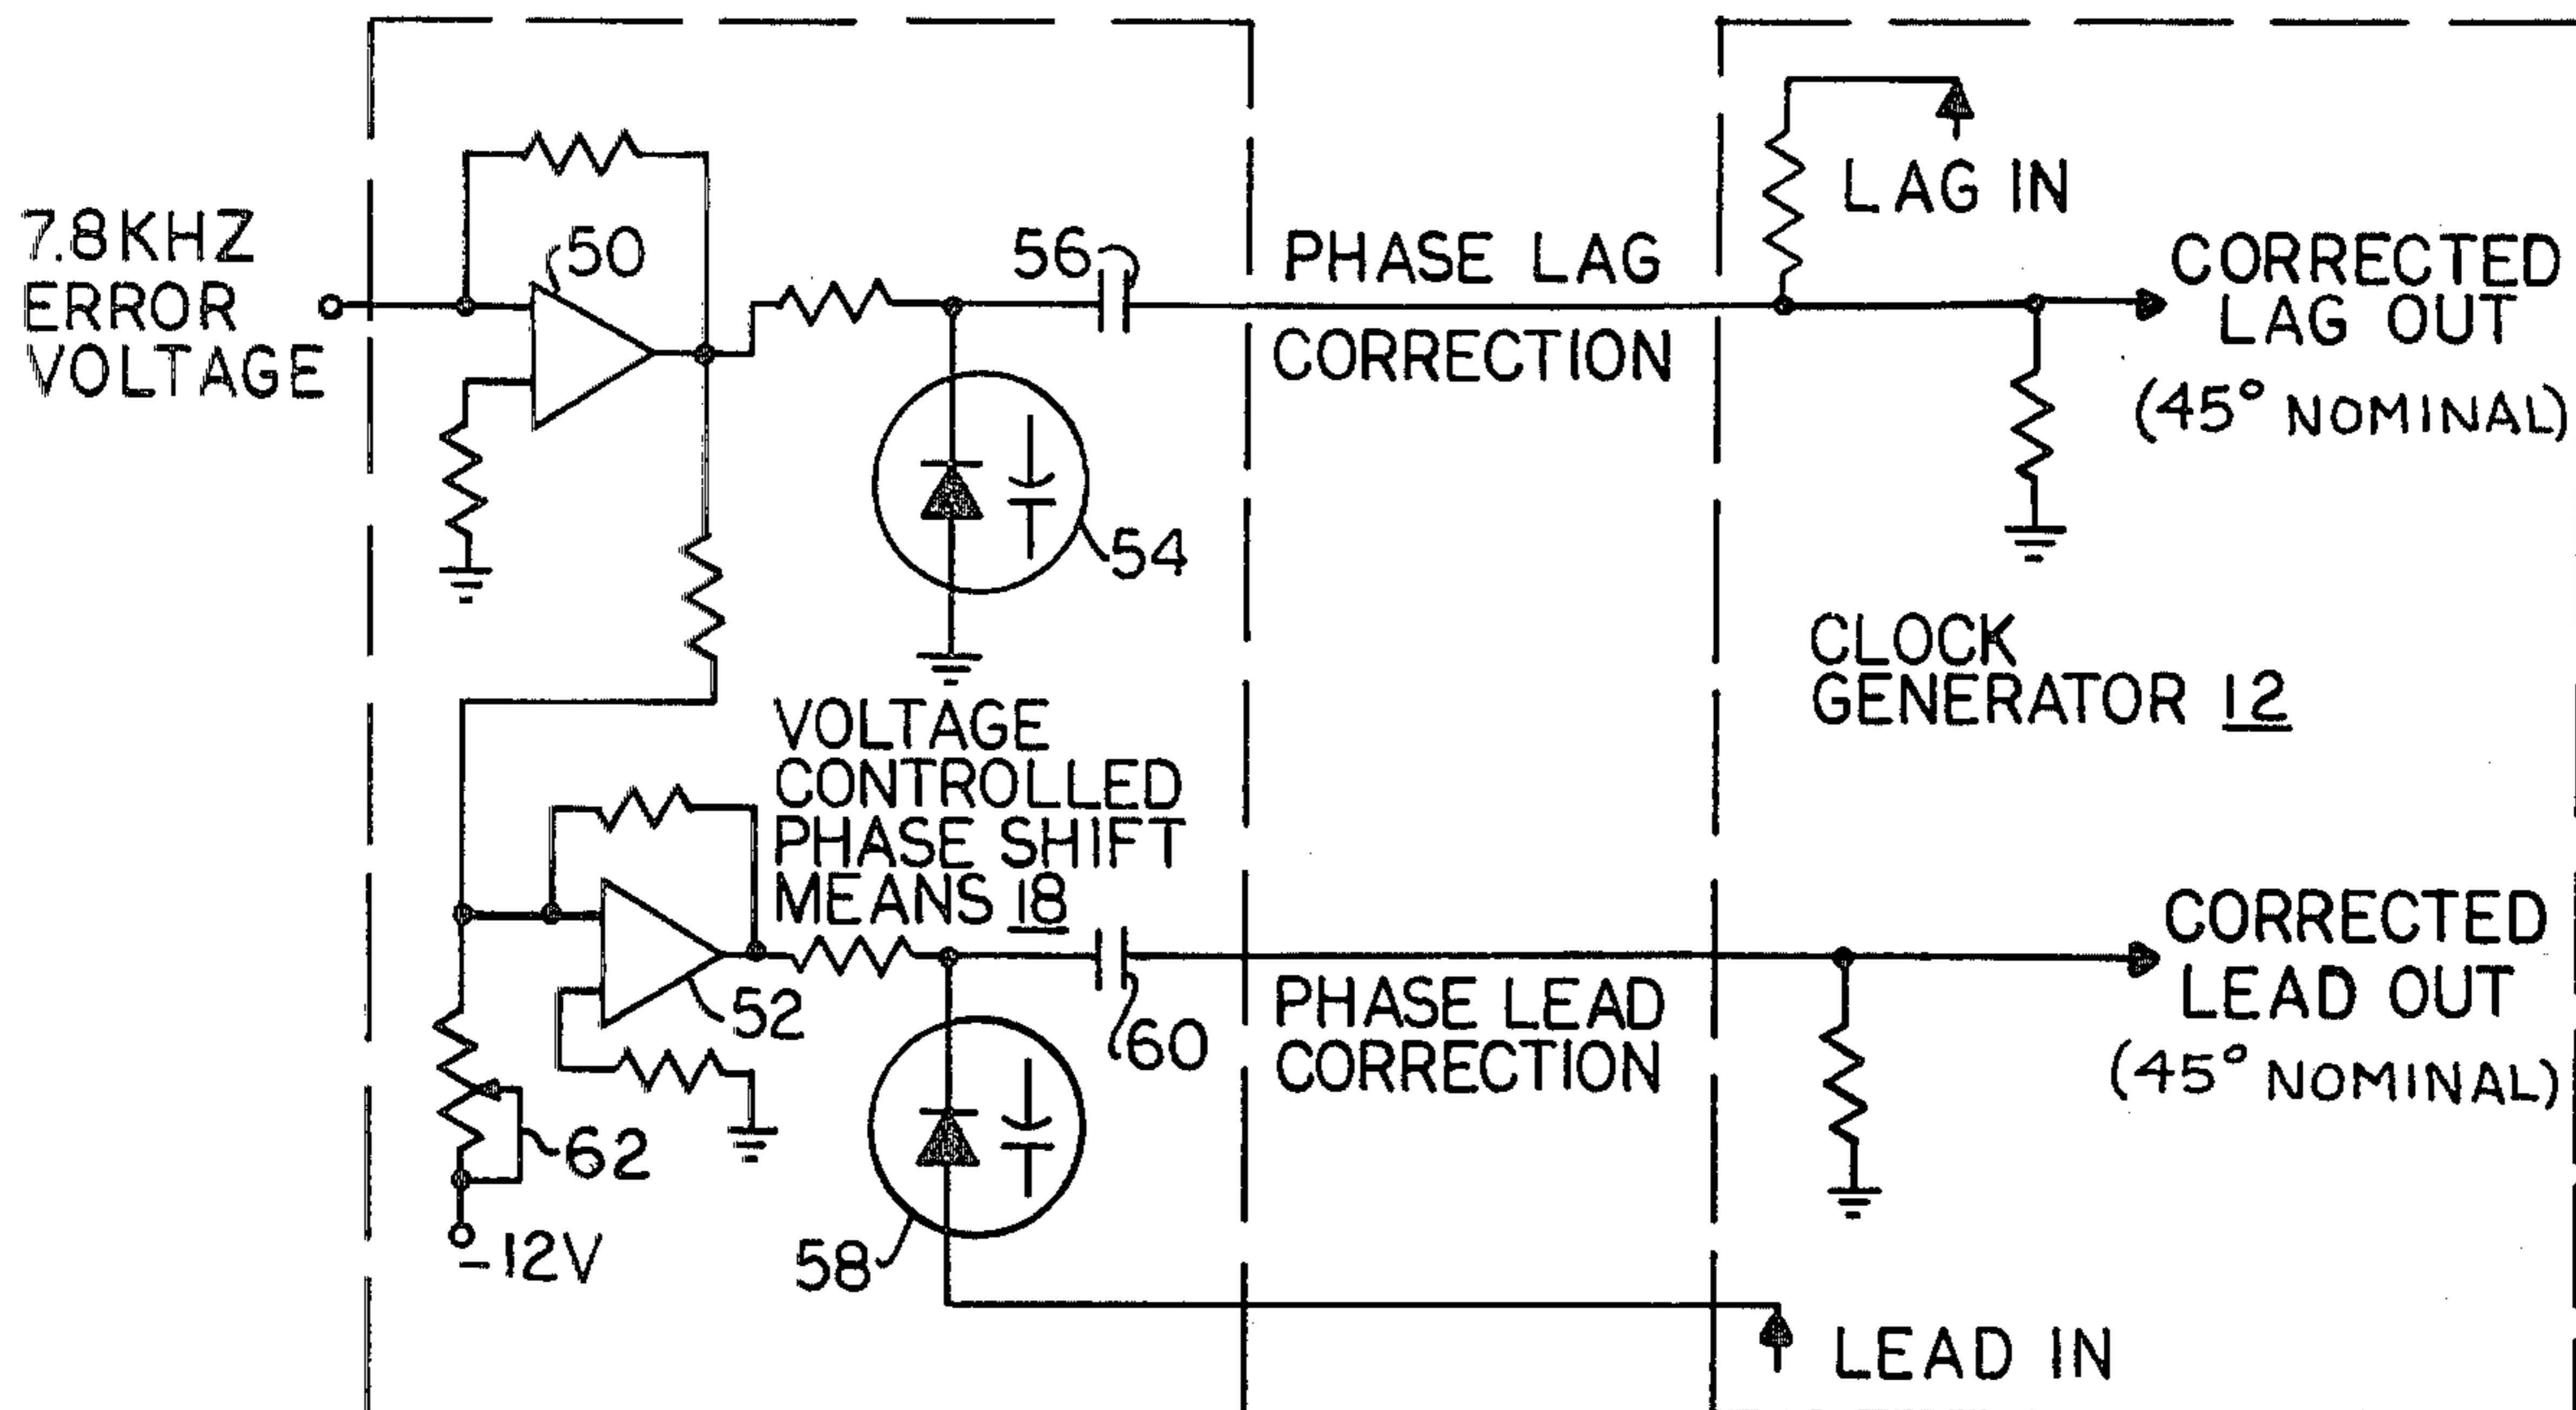 7.8KHZ
ERROR
VOLTAGE
50
56
PHASE LAG
CORRECTION
LAG IN
CORRECTED
LAG OUT
(45° NOMINAL)
54
CLOCK
GENERATOR 12
VOLTAGE
CONTROLLED
PHASE SHIFT
MEANS 18
52
60
PHASE LEAD
CORRECTION
CORRECTED
LEAD OUT
(45° NOMINAL)
62
-12V
58
LEAD IN